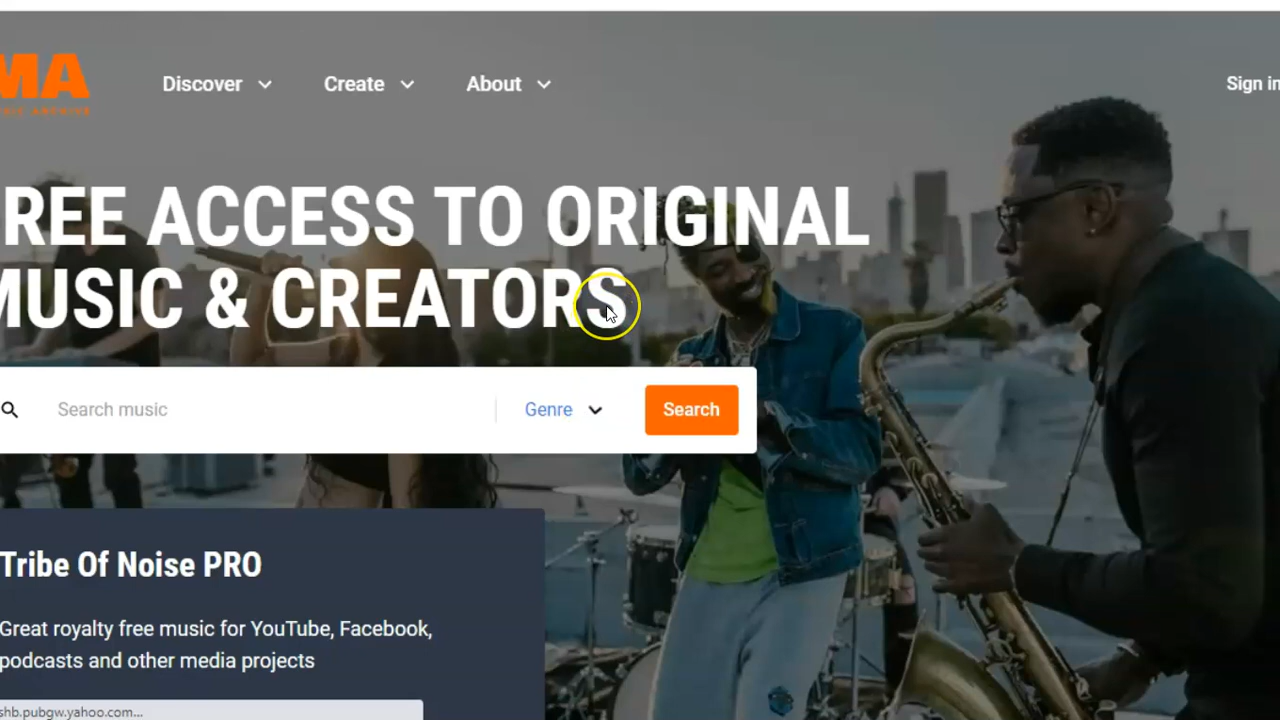 MA
Discover
Create
About
Sign in
REE ACCESS TO ORIGINAL
MUSIC & CREATORS
Search music
Genre
Search
Tribe Of Noise PRO
Great royalty free music for YouTube, Facebook,
podcasts and other media projects
shb.pubgw.yahoo.com...